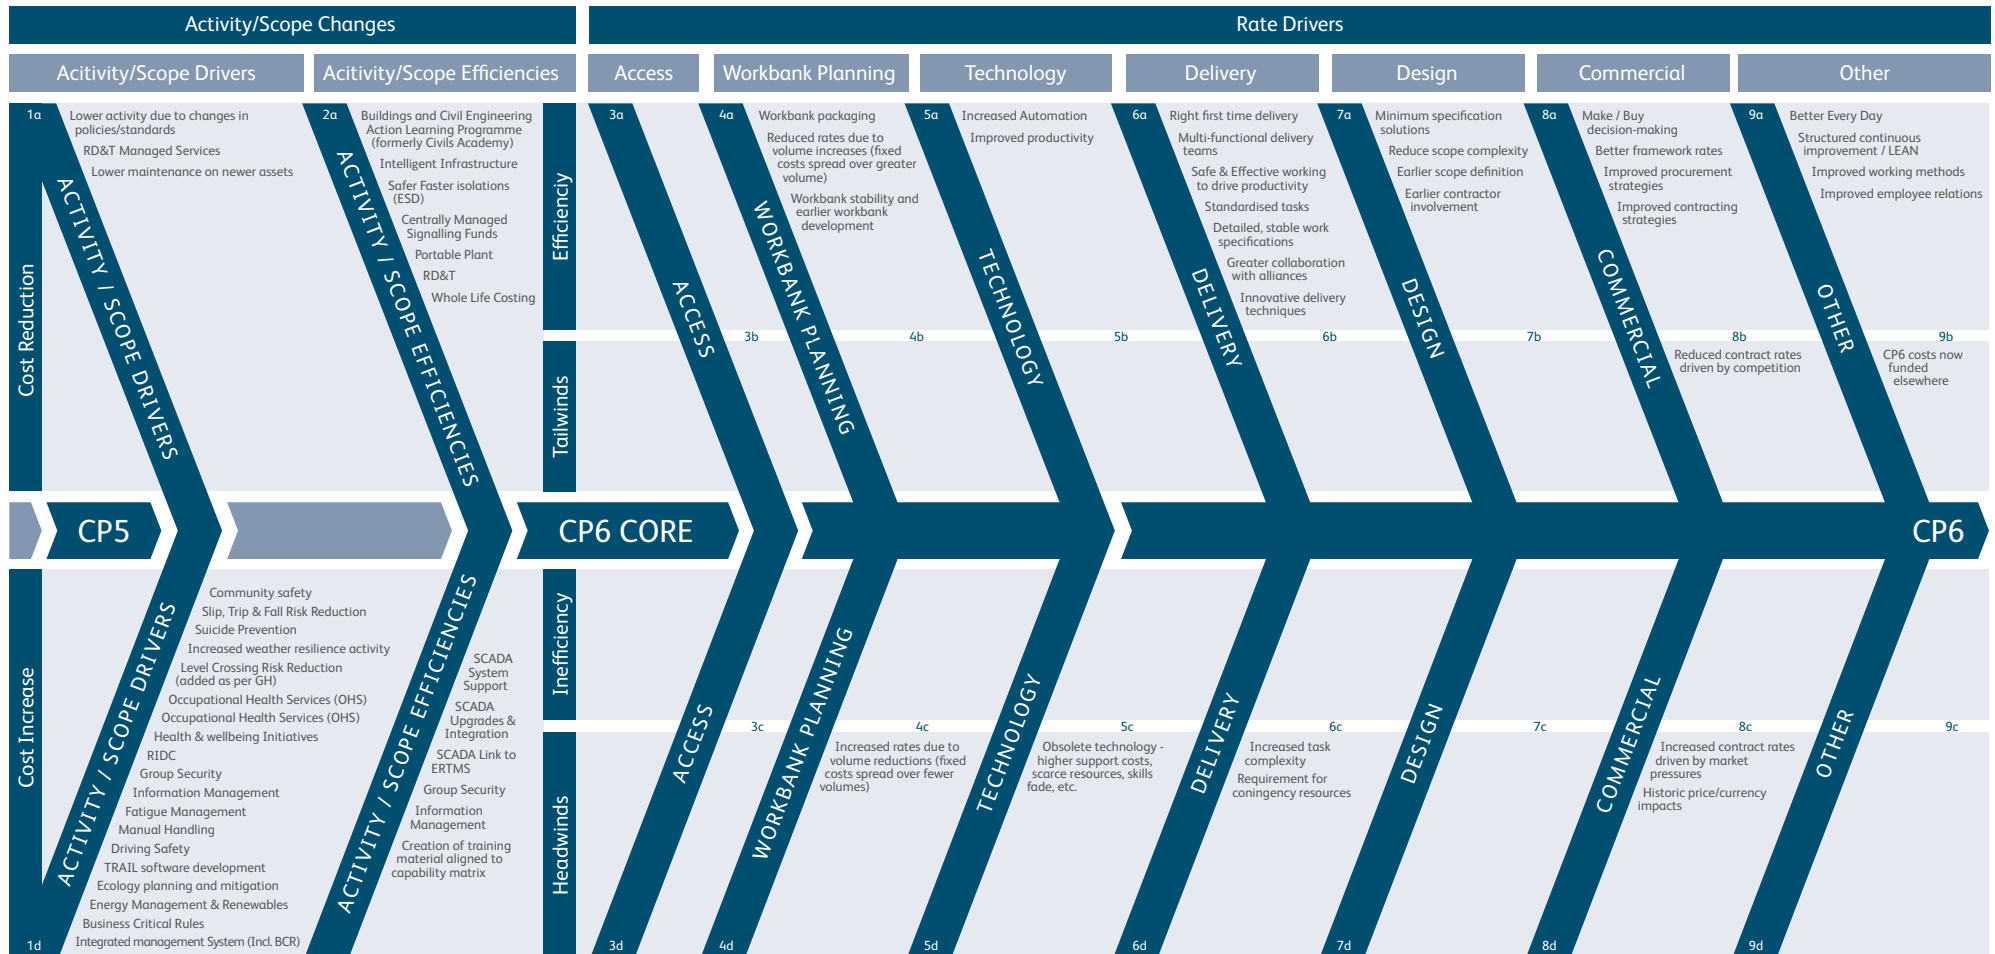 Activity/Scope Changes
Rate Drivers
Acitivity/Scope Drivers
Acitivity/Scope Efficiencies
Access
Workbank Planning
Technology
Delivery
Design
Commercial
Other
Cost Reduction
1a
Lower activity due to changes in
policies/standards
RD&T Managed Services
Lower maintenance on newer assets
ACTIVITY / SCOPE DRIVERS
2a
Buildings and Civil Engineering
Action Learning Programme
(formerly Civils Academy)
Intelligent Infrastructure
Safer Faster isolations
(ESD)
Centrally Managed
Signalling Funds
Portable Plant
RD&T
Whole Life Costing
ACTIVITY / SCOPE EFFICIENCIES
Efficienciy
Tailwinds
3a
ACCESS
3b
4a
Workbank packaging
Reduced rates due to
volume increases (fixed
costs spread over greater
volume)
Workbank stability and
earlier workbank
development
WORKBANK PLANNING
4b
5a
Increased Automation
Improved productivity
TECHNOLOGY
5b
6a
Right first time delivery
Multi-functional delivery
teams
Safe & Effective working
to drive productivity
Standardised tasks
Detailed, stable work
specifications
Greater collaboration
with alliances
Innovative delivery
techniques
DELIVERY
6b
7a
Minimum specification
solutions
Reduce scope complexity
Earlier scope definition
Earlier contractor
involvement
DESIGN
7b
8a
Make / Buy
decision-making
Better framework rates
Improved procurement
strategies
Improved contracting
strategies
COMMERCIAL
8b
Reduced contract rates
driven by competition
9a
Better Every Day
Structured continuous
improvement / LEAN
Improved working methods
Improved employee relations
OTHER
9b
CP6 costs now
funded
elsewhere
CP5
CP6 CORE
CP6
Cost Increase
Community safety
Slip, Trip & Fall Risk Reduction
Suicide Prevention
Increased weather resilience activity
Level Crossing Risk Reduction
(added as per GH)
Occupational Health Services (OHS)
Occupational Health Services (OHS)
Health & wellbeing Initiatives
RIDC
Group Security
Information Management
Fatigue Management
Manual Handling
Driving Safety
TRAIL software development
Ecology planning and mitigation
Energy Management & Renewables
Business Critical Rules
Integrated management System (Incl. BCR)
ACTIVITY / SCOPE DRIVERS
1d
SCADA
System
Support
SCADA
Upgrades &
Integration
SCADA Link to
ERTMS
Group Security
Information
Management
Creation of training
material aligned to
capability matrix
ACTIVITY / SCOPE EFFICIENCIES
Inefficiency
Headwinds
3c
ACCESS
3d
4c
Increased rates due to
volume reductions (fixed
costs spread over fewer
volumes)
WORKBANK PLANNING
4d
5c
Obsolete technology -
higher support costs,
scarce resources, skills
fade, etc.
TECHNOLOGY
5d
6c
Increased task
complexity
Requirement for
coningency resources
DELIVERY
6d
7c
DESIGN
7d
8c
Increased contract rates
driven by market
pressures
Historic price/currency
impacts
COMMERCIAL
8d
9c
OTHER
9d